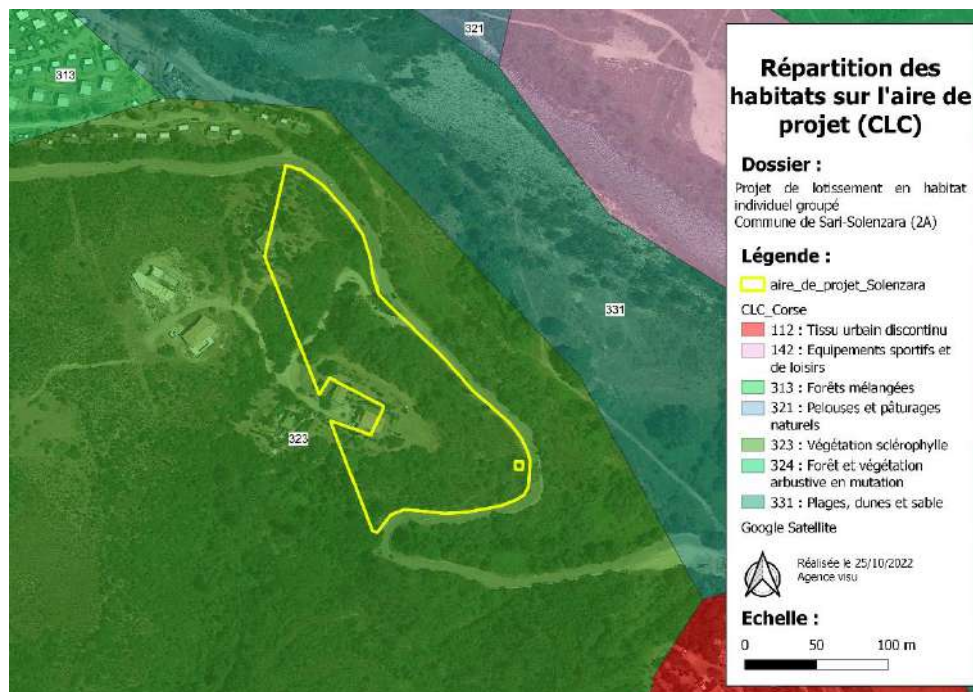 313
321
331
323
Répartition des
habitats sur l'aire de
projet (CLC)
Dossier :
Projet de lotissement en habitat
individuel groupé
Commune de Sari-Solenzara (2A)
Légende :
aire_de_projet_Solenzara
CLC_Corse
112 : Tissu urbain discontinu
142 : Equipements sportifs et
de loisirs
313 : Forêts mélangées
321 : Pelouses et pâturages
naturels
323 : Végétation sclérophylle
324 : Forêt et végétation
arbustive en mutation
331 : Plages, dunes et sable
Google Satellite
Réalisée le 25/10/2022
Agence visu
Echelle :
0 50 100 m